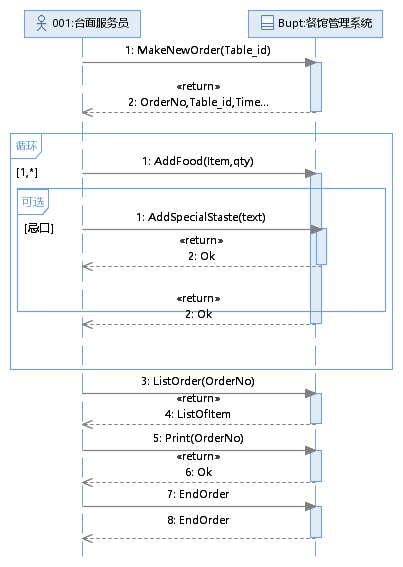 001:台面服务员
Bupt:餐馆管理系统
1: MakeNewOrder(Table_id)
«return»
2: OrderNo,Table_id,Time...
循环
[1,*]
1: AddFood(Item,qty)
可选
[忌口]
1: AddSpecialStaste(text)
«return»
2: Ok
«return»
2: Ok
3: ListOrder(OrderNo)
«return»
4: ListOfItem
5: Print(OrderNo)
«return»
6: Ok
7: EndOrder
8: EndOrder